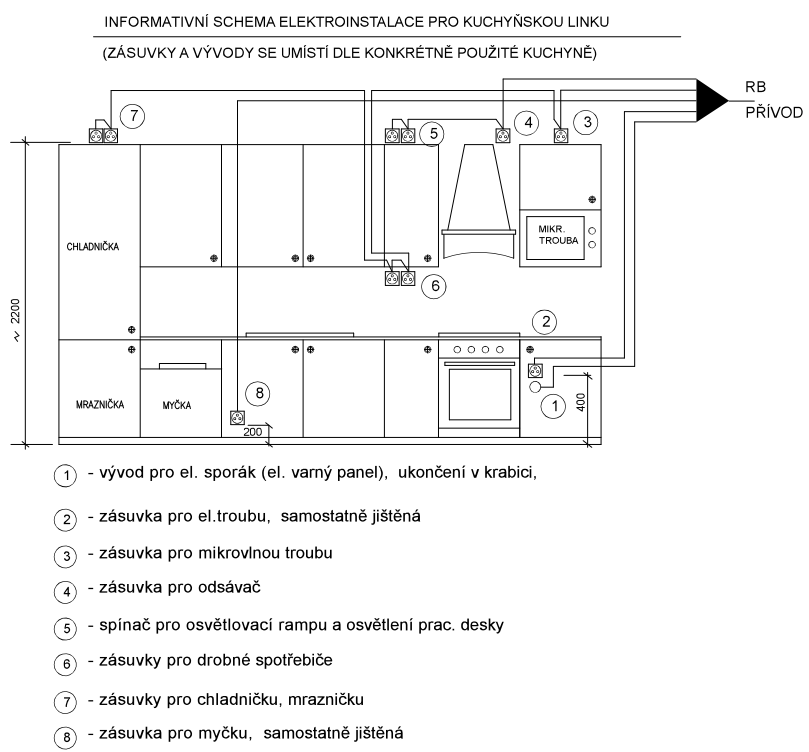 INFORMATIVNÍ SCHEMA ELEKTROINSTALACE PRO KUCHYŇSKOU LINKU
(ZÁSUVKY A VÝVODY SE UMÍSTÍ DLE KONKRÉTNĚ POUŽITÉ KUCHYNĚ)
RB
PŘÍVOD
7
5
4
3
MIKR.
TROUBA
CHLADNIČKA
6
2200
2
MRAZNIČKA
MYČKA
8
1
400
200
1 - vývod pro el. sporák (el. varný panel), ukončení v krabici,
2 - zásuvka pro el.troubu, samostatně jištěná
3 - zásuvka pro mikrovlnou troubu
4 - zásuvka pro odsávač
5 - spínač pro osvětlovací rampu a osvětlení prac. desky
6 - zásuvky pro drobné spotřebiče
7 - zásuvky pro chladničku, mrazničku
8 - zásuvka pro myčku, samostatně jištěná